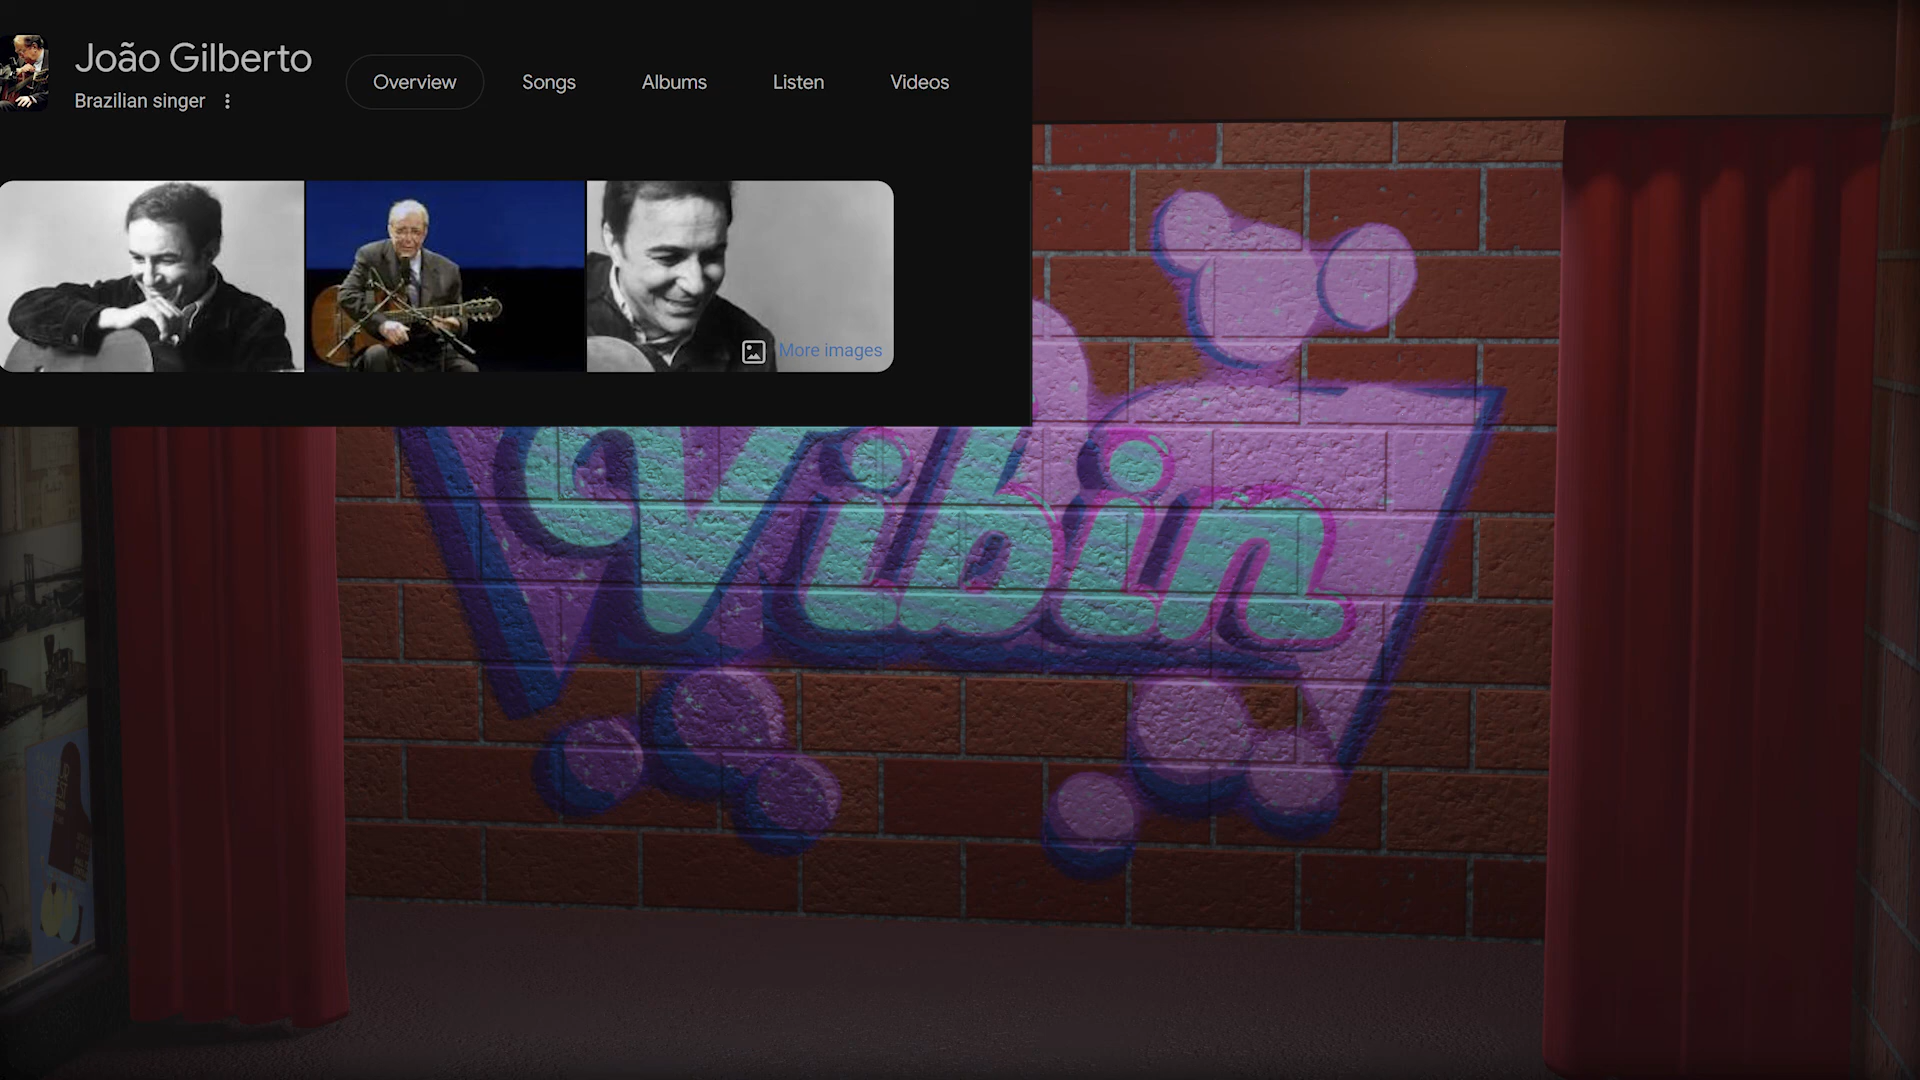 João Gilberto
Brazilian singer
Overview
Songs
Albums
Listen
Videos
More images
Vibin